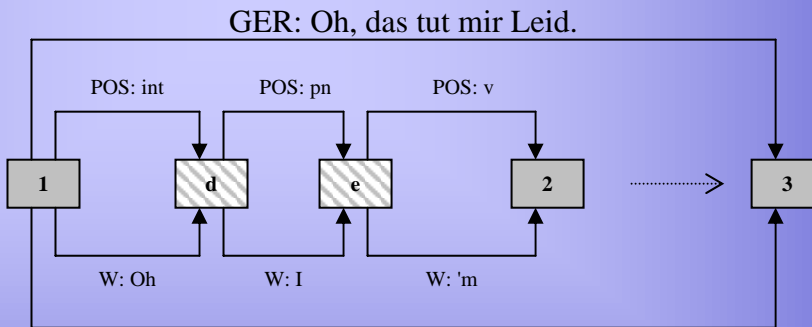 GER: Oh, das tut mir Leid.
POS: int POS: pn POS: v
1 d e 2 3
W: Oh W: I W: 'm